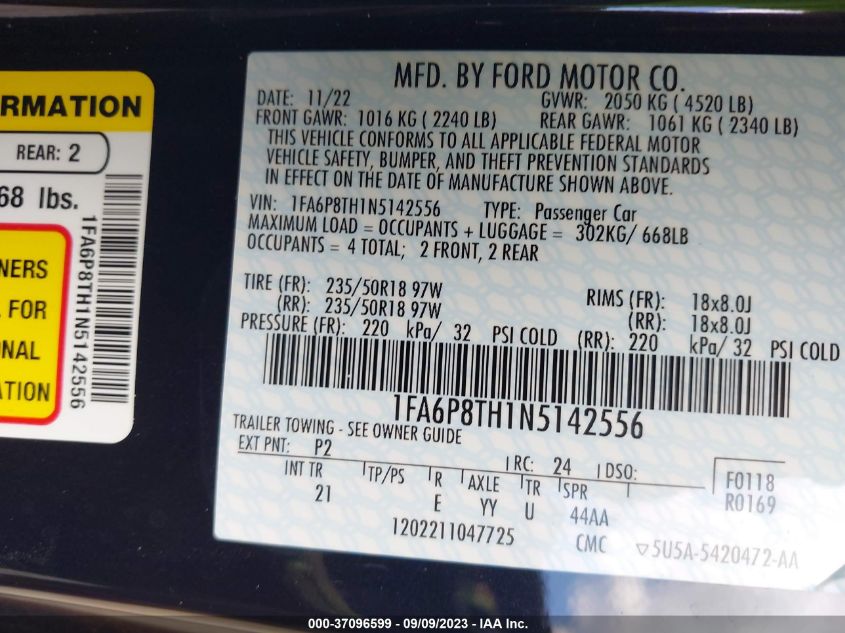 RMATION
REAR: 2
68 lbs.
NERS
FOR
ONAL
ATION
1FA6P8TH1N5142556
MFD. BY FORD MOTOR CO.
DATE: 11/22 GVWR: 2050 KG ( 4520 LB)
FRONT GAWR: 1016 KG ( 2240 LB) REAR GAWR: 1061 KG ( 2340 LB)
THIS VEHICLE CONFORMS TO ALL APPLICABLE FEDERAL MOTOR
VEHICLE SAFETY, BUMPER, AND THEFT PREVENTION STANDARDS
IN EFFECT ON THE DATE OF MANUFACTURE SHOWN ABOVE.
VIN: 1FA6P8TH1N5142556 TYPE: Passenger Car
MAXIMUM LOAD = OCCUPANTS + LUGGAGE = 302KG/ 668LB
OCCUPANTS = 4 TOTAL; 2 FRONT, 2 REAR
TIRE (FR): 235/50R18 97W RIMS (FR): 18x8.0J
(RR): 235/50R18 97W (RR): 18x8.0J
PRESSURE (FR): 220 kPa/ 32 PSI COLD (RR): 220 kPa/ 32 PSI COLD
1FA6P8TH1N5142556
TRAILER TOWING - SEE OWNER GUIDE
EXT PNT: P2 RC: 24 DSO: F0118
INT TR TP/PS R AXLE TR SPR R0169
21 E YY U 44AA
1202211047725 CMC ▽5U5A-5420472-AA
000-37096599 - 09/09/2023 - IAA Inc.